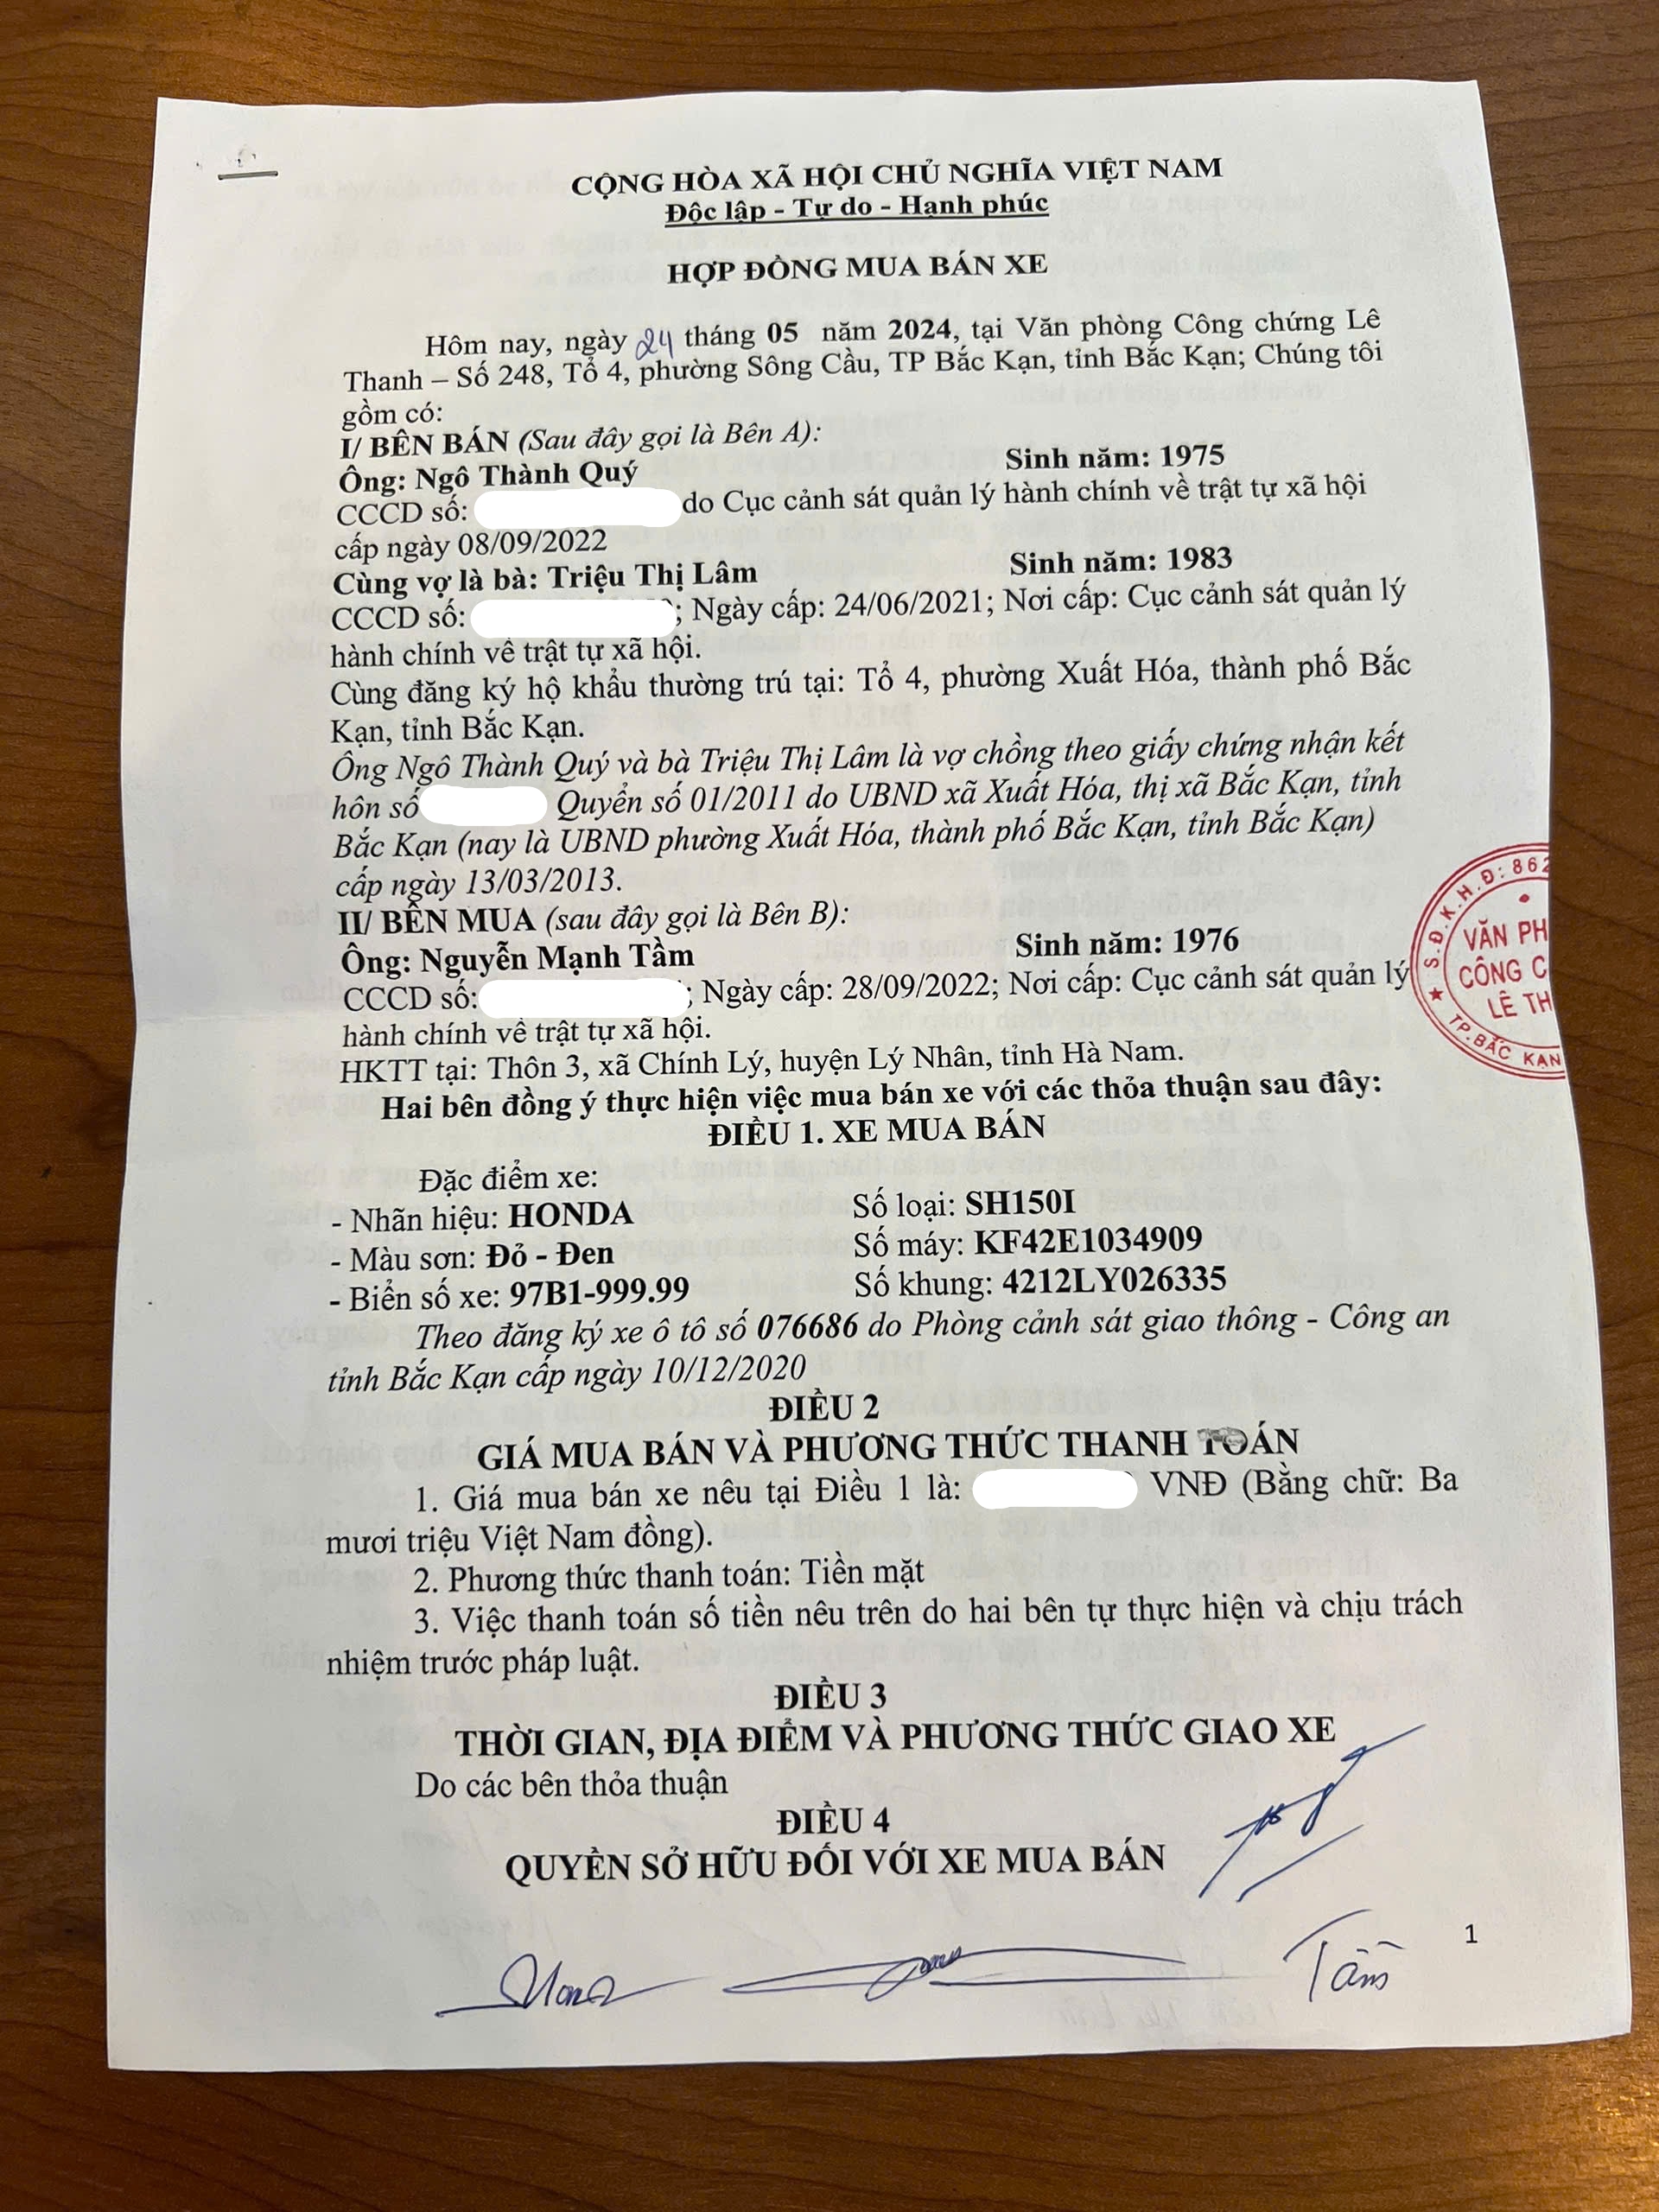 CỘNG HÒA XÃ HỘI CHỦ NGHĨA VIỆT NAM
Độc lập - Tự do - Hạnh phúc
HỢP ĐỒNG MUA BÁN XE
Hôm nay, ngày 24 tháng 05 năm 2024, tại Văn phòng Công chứng Lê
Thanh – Số 248, Tổ 4, phường Sông Cầu, TP Bắc Kạn, tỉnh Bắc Kạn; Chúng tôi
gồm có:
I/ BÊN BÁN (Sau đây gọi là Bên A):
Ông: Ngô Thành Quý Sinh năm: 1975
CCCD số: do Cục cảnh sát quản lý hành chính về trật tự xã hội
cấp ngày 08/09/2022
Cùng vợ là bà: Triệu Thị Lâm Sinh năm: 1983
CCCD số: ; Ngày cấp: 24/06/2021; Nơi cấp: Cục cảnh sát quản lý
hành chính về trật tự xã hội.
Cùng đăng ký hộ khẩu thường trú tại: Tổ 4, phường Xuất Hóa, thành phố Bắc
Kạn, tỉnh Bắc Kạn.
Ông Ngô Thành Quý và bà Triệu Thị Lâm là vợ chồng theo giấy chứng nhận kết
hôn số Quyển số 01/2011 do UBND xã Xuất Hóa, thị xã Bắc Kạn, tỉnh
Bắc Kạn (nay là UBND phường Xuất Hóa, thành phố Bắc Kạn, tỉnh Bắc Kạn)
cấp ngày 13/03/2013.
II/ BÊN MUA (sau đây gọi là Bên B):
Ông: Nguyễn Mạnh Tầm Sinh năm: 1976
CCCD số: ; Ngày cấp: 28/09/2022; Nơi cấp: Cục cảnh sát quản lý
hành chính về trật tự xã hội.
HKTT tại: Thôn 3, xã Chính Lý, huyện Lý Nhân, tỉnh Hà Nam.
Hai bên đồng ý thực hiện việc mua bán xe với các thỏa thuận sau đây:
S.Đ.K.H.Đ: 862
VĂN PH
CÔNG C
LÊ TH
★ TP.BẮC KẠN
ĐIỀU 1. XE MUA BÁN
Đặc điểm xe:
- Nhãn hiệu: HONDA Số loại: SH150I
- Màu sơn: Đỏ - Đen Số máy: KF42E1034909
- Biển số xe: 97B1-999.99 Số khung: 4212LY026335
Theo đăng ký xe ô tô số 076686 do Phòng cảnh sát giao thông - Công an
tỉnh Bắc Kạn cấp ngày 10/12/2020
ĐIỀU 2
GIÁ MUA BÁN VÀ PHƯƠNG THỨC THANH TOÁN
1. Giá mua bán xe nêu tại Điều 1 là: VNĐ (Bằng chữ: Ba
mươi triệu Việt Nam đồng).
2. Phương thức thanh toán: Tiền mặt
3. Việc thanh toán số tiền nêu trên do hai bên tự thực hiện và chịu trách
nhiệm trước pháp luật.
ĐIỀU 3
THỜI GIAN, ĐỊA ĐIỂM VÀ PHƯƠNG THỨC GIAO XE
Do các bên thỏa thuận
ĐIỀU 4
QUYỀN SỞ HỮU ĐỐI VỚI XE MUA BÁN
1
Tầm